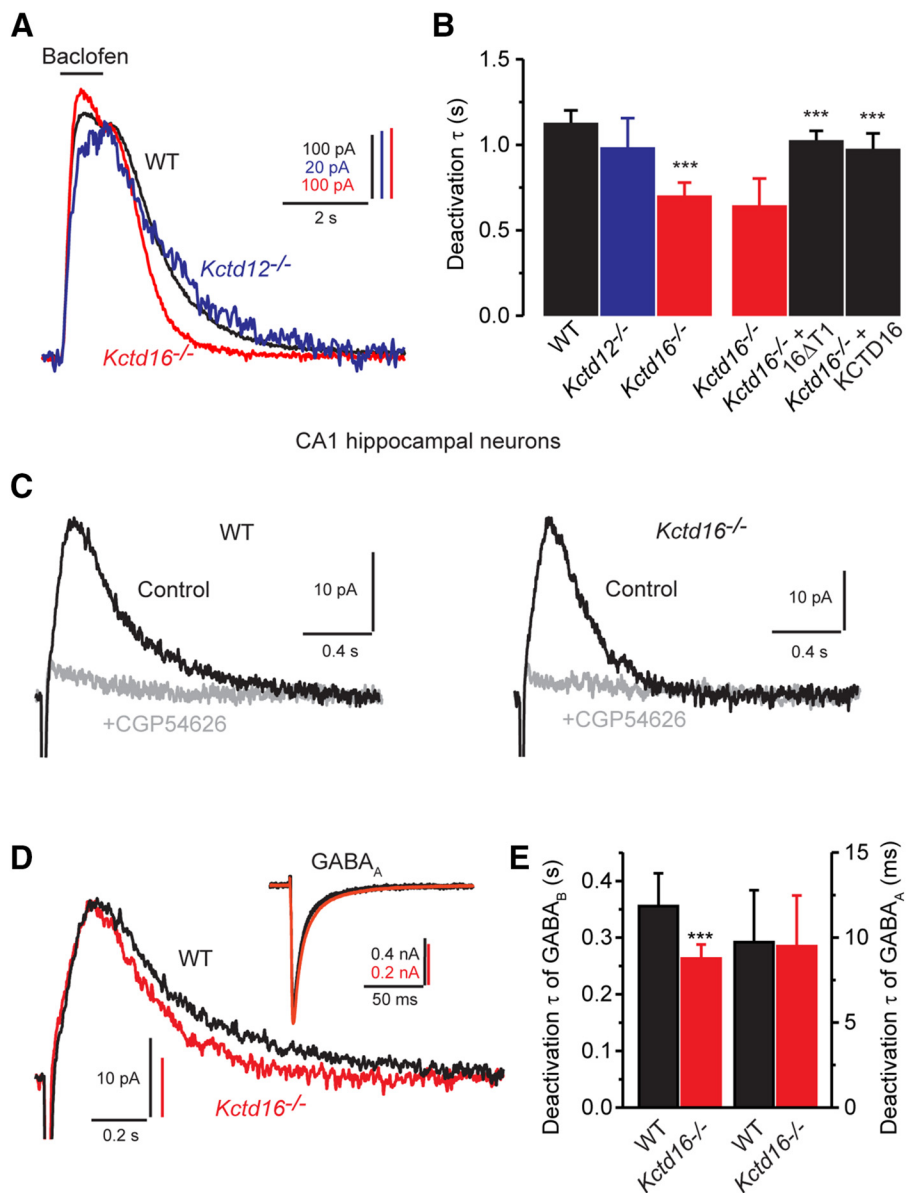 A
Baclofen
WT
100 pA
20 pA
100 pA
2 s
Kctd12-/-
Kctd16-/-
B
Deactivation τ (s)
1.5
1.0
0.5
0.0
***
***
***
WT
Kctd12-/-
Kctd16-/-
Kctd16-/-
Kctd16-/- +
16ΔT1
Kctd16-/- +
KCTD16
CA1 hippocampal neurons
C
WT
Control
10 pA
0.4 s
+CGP54626
Kctd16-/-
Control
10 pA
0.4 s
+CGP54626
D
GABAA
WT
0.4 nA
0.2 nA
50 ms
10 pA
0.2 s
Kctd16-/-
E
Deactivation τ of GABAB (s)
0.4
0.3
0.2
0.1
0.0
***
15
10
5
0
Deactivation τ of GABAA (ms)
WT
Kctd16-/-
WT
Kctd16-/-